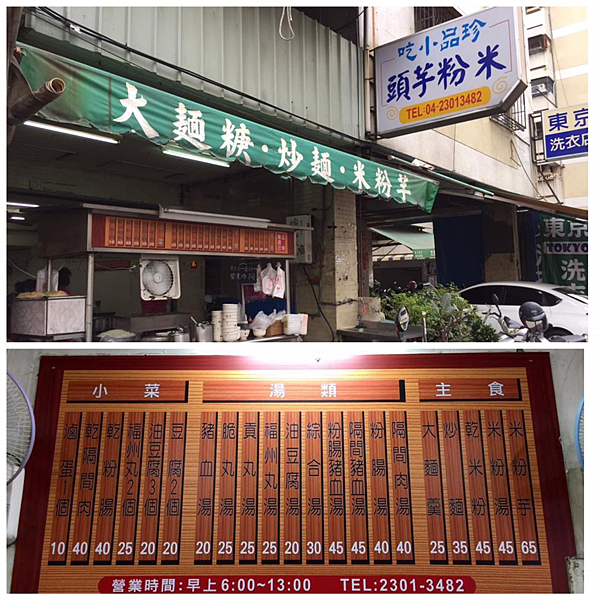 珍品小吃
米粉芋頭
TEL:04-23013482
大麵糠·炒麵·米粉芋
東京
洗衣店
東京
TOKYO
洗衣
小菜
滷蛋個 10
乾隔間肉 40
乾粉腸 40
福州丸2個 25
油豆腐3個 20
豆腐2個 20
湯類
豬血湯 20
脆丸湯 25
貢丸湯 25
福州丸湯 25
油豆腐湯 20
綜合湯 30
粉腸豬血湯 45
隔間豬血湯 45
粉腸湯 40
隔間肉湯 40
主食
大麵羹 25
炒麵 35
乾米粉 45
米粉湯 45
米粉芋 65
營業時間:早上6:00~13:00 TEL:2301-3482